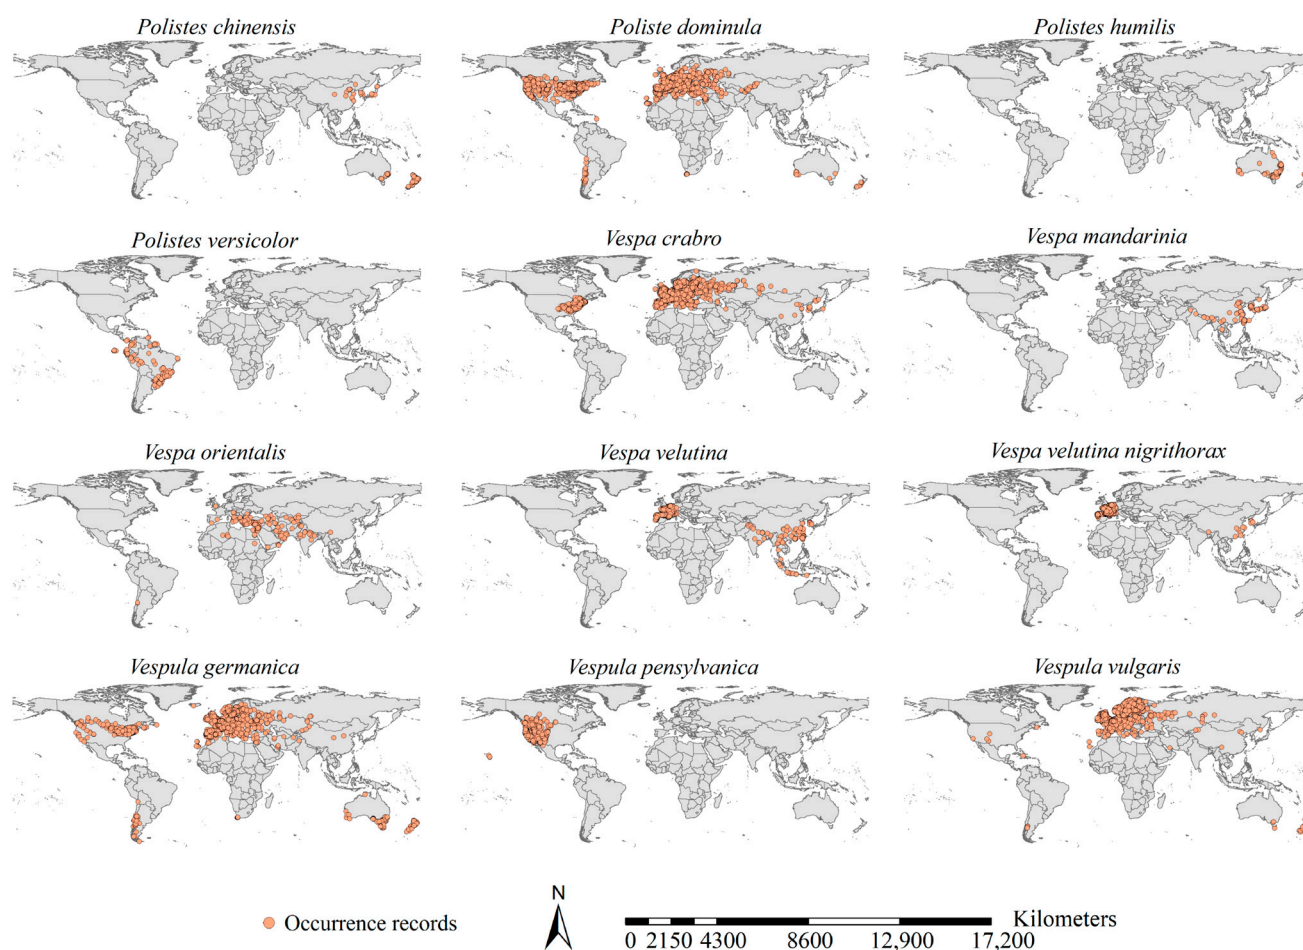 Polistes chinensis
Poliste dominula
Polistes humilis
Polistes versicolor
Vespa crabro
Vespa mandarinia
Vespa orientalis
Vespa velutina
Vespa velutina nigrithorax
Vespula germanica
Vespula pensylvanica
Vespula vulgaris
Occurrence records
N
Kilometers
0 2150 4300 8600 12,900 17,200